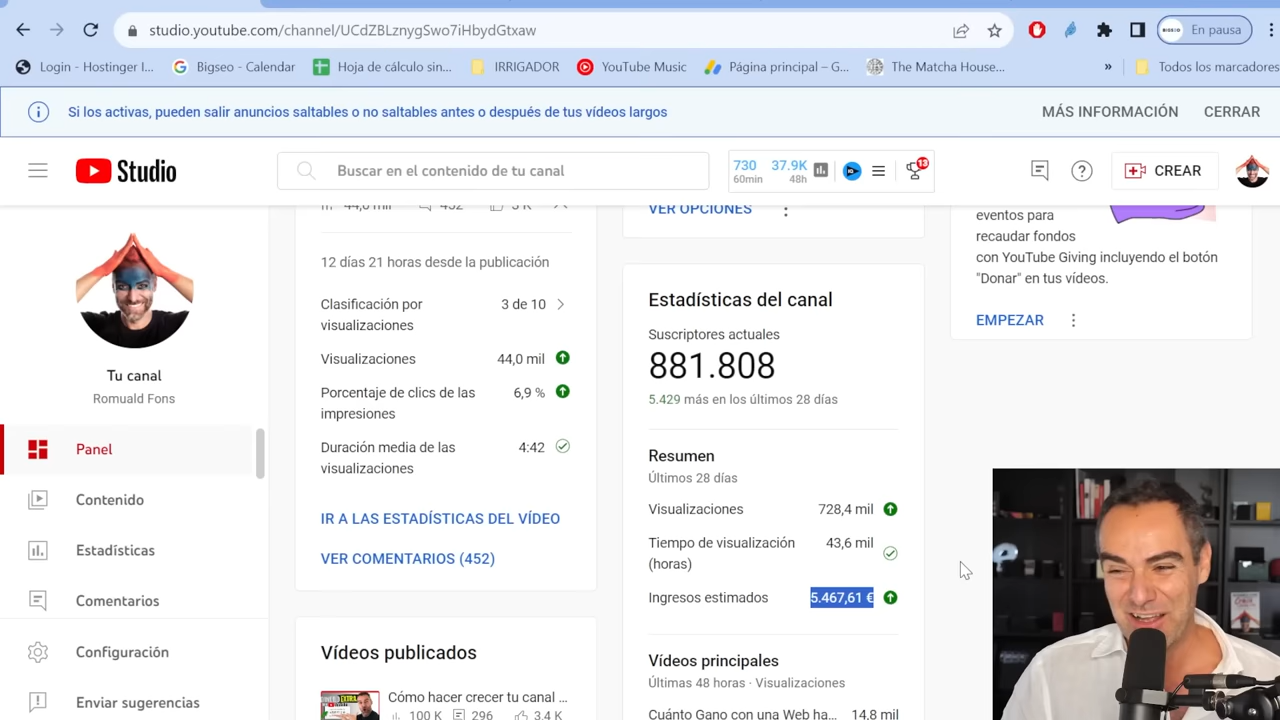 studio.youtube.com/channel/UCdZBLznygSwo7iHbydGtxaw
En pausa
Login - Hostinger I...
Bigseo - Calendar
Hoja de cálculo sin...
IRRIGADOR
YouTube Music
Página principal – G...
The Matcha House...
»
Todos los marcadores
Si los activas, pueden salir anuncios saltables o no saltables antes o después de tus vídeos largos
MÁS INFORMACIÓN
CERRAR
Studio
Buscar en el contenido de tu canal
730
60min
37.9K
48h
13
CREAR
Tu canal
Romuald Fons
Panel
Contenido
Estadísticas
Comentarios
Configuración
Enviar sugerencias
44,0 mil
452
3 K
12 días 21 horas desde la publicación
Clasificación por
visualizaciones
3 de 10
Visualizaciones
44,0 mil
Porcentaje de clics de las
impresiones
6,9 %
Duración media de las
visualizaciones
4:42
IR A LAS ESTADÍSTICAS DEL VÍDEO
VER COMENTARIOS (452)
Vídeos publicados
Cómo hacer crecer tu canal ...
100 K
296
3,4 K
VER OPCIONES
Estadísticas del canal
Suscriptores actuales
881.808
5.429 más en los últimos 28 días
Resumen
Últimos 28 días
Visualizaciones
728,4 mil
Tiempo de visualización
(horas)
43,6 mil
Ingresos estimados
5.467,61 €
Vídeos principales
Últimas 48 horas · Visualizaciones
Cuánto Gano con una Web ha...
14,8 mil
eventos para
recaudar fondos
con YouTube Giving incluyendo el botón
"Donar" en tus vídeos.
EMPEZAR